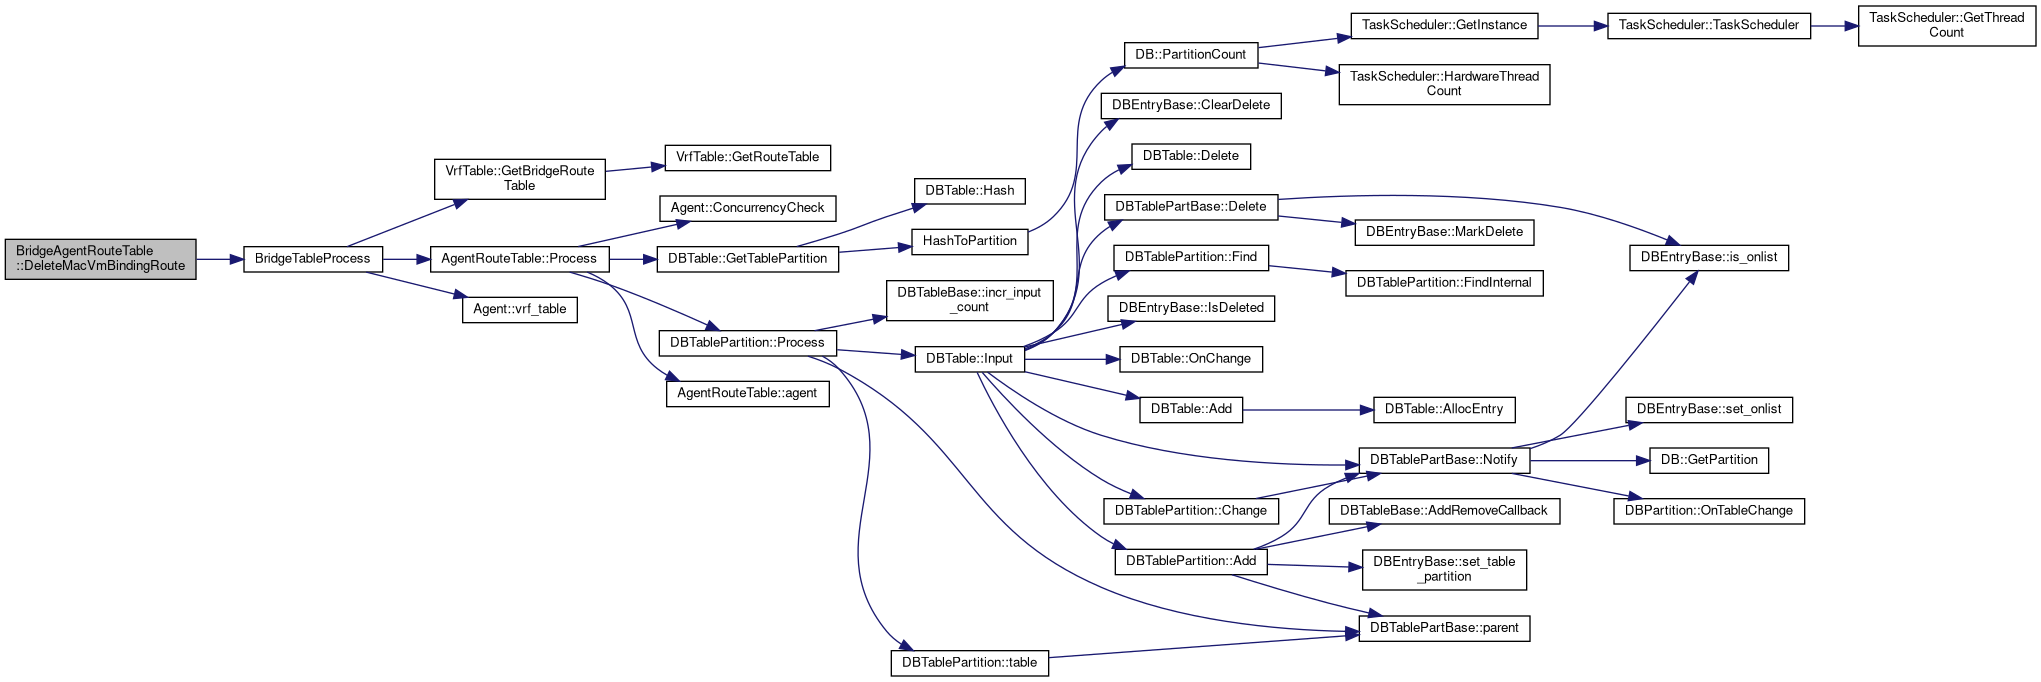 BridgeAgentRouteTable
::DeleteMacVmBindingRoute
BridgeTableProcess
VrfTable::GetBridgeRoute
Table
AgentRouteTable::Process
Agent::vrf_table
VrfTable::GetRouteTable
Agent::ConcurrencyCheck
DBTable::GetTablePartition
DBTablePartition::Process
AgentRouteTable::agent
DBTable::Hash
HashToPartition
DBTableBase::incr_input
_count
DBTable::Input
DBTablePartition::table
DB::PartitionCount
DBEntryBase::ClearDelete
DBTable::Delete
DBTablePartBase::Delete
DBTablePartition::Find
DBEntryBase::IsDeleted
DBTable::OnChange
DBTable::Add
DBTablePartition::Change
DBTablePartition::Add
TaskScheduler::GetInstance
TaskScheduler::HardwareThread
Count
DBEntryBase::MarkDelete
DBTablePartition::FindInternal
DBTable::AllocEntry
DBTablePartBase::Notify
DBTableBase::AddRemoveCallback
DBEntryBase::set_table
_partition
DBTablePartBase::parent
TaskScheduler::TaskScheduler
DBEntryBase::is_onlist
DBEntryBase::set_onlist
DB::GetPartition
DBPartition::OnTableChange
TaskScheduler::GetThread
Count